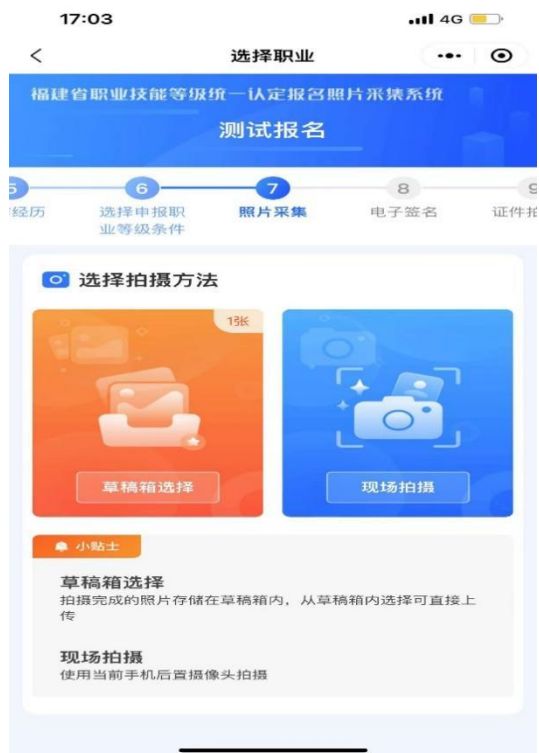 17:03
4G
选择职业
福建省职业技能等级统一认定报名照片采集系统
测试报名
5 6 7 8 9
经历 选择申报职 照片采集 电子签名 证件拍
业等级条件
选择拍摄方法
1张
草稿箱选择 现场拍摄
小贴士
草稿箱选择
拍摄完成的照片存储在草稿箱内，从草稿箱内选择可直接上
传
现场拍摄
使用当前手机后置摄像头拍摄